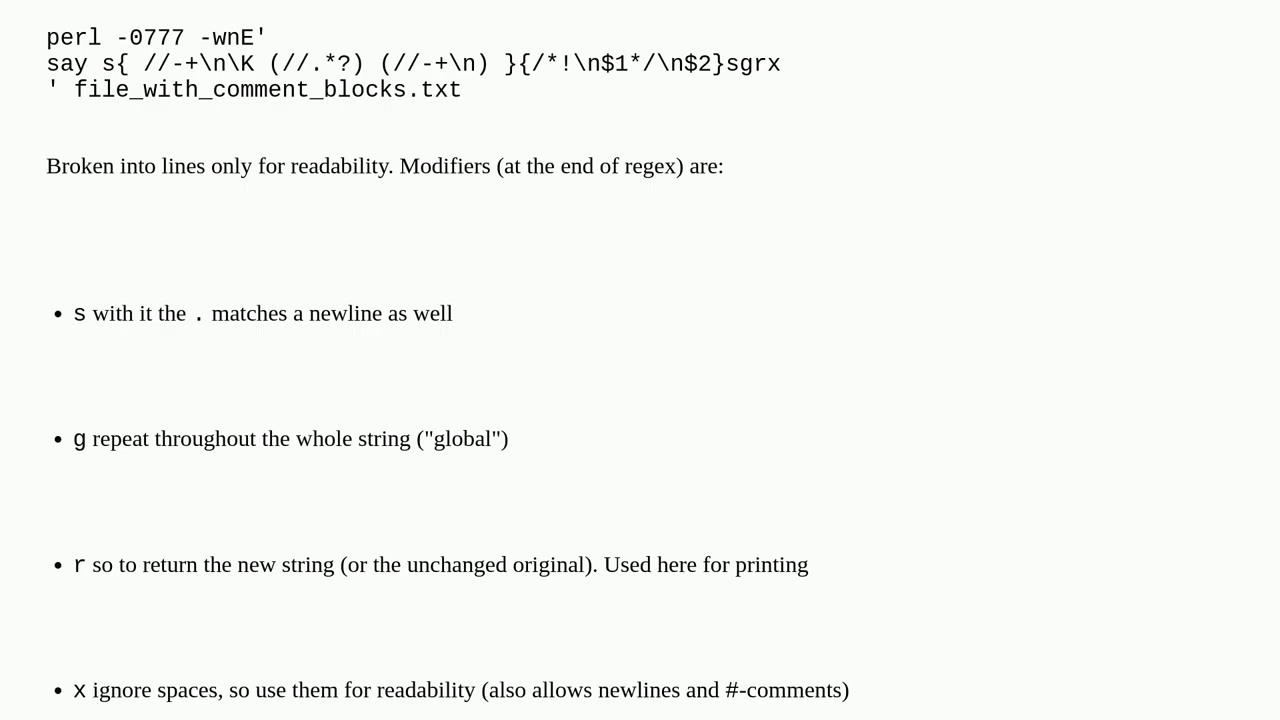 perl -0777 -wnE'
say s{ //-+\n\K (//.*?) (//-+\n) }{/*!\n$1*/\n$2}sgrx
' file_with_comment_blocks.txt
Broken into lines only for readability. Modifiers (at the end of regex) are:
• s with it the . matches a newline as well
• g repeat throughout the whole string ("global")
• r so to return the new string (or the unchanged original). Used here for printing
• x ignore spaces, so use them for readability (also allows newlines and #-comments)